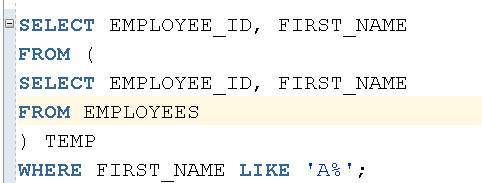 SELECT EMPLOYEE_ID, FIRST_NAME
FROM (
SELECT EMPLOYEE_ID, FIRST_NAME
FROM EMPLOYEES
) TEMP
WHERE FIRST_NAME LIKE 'A%';